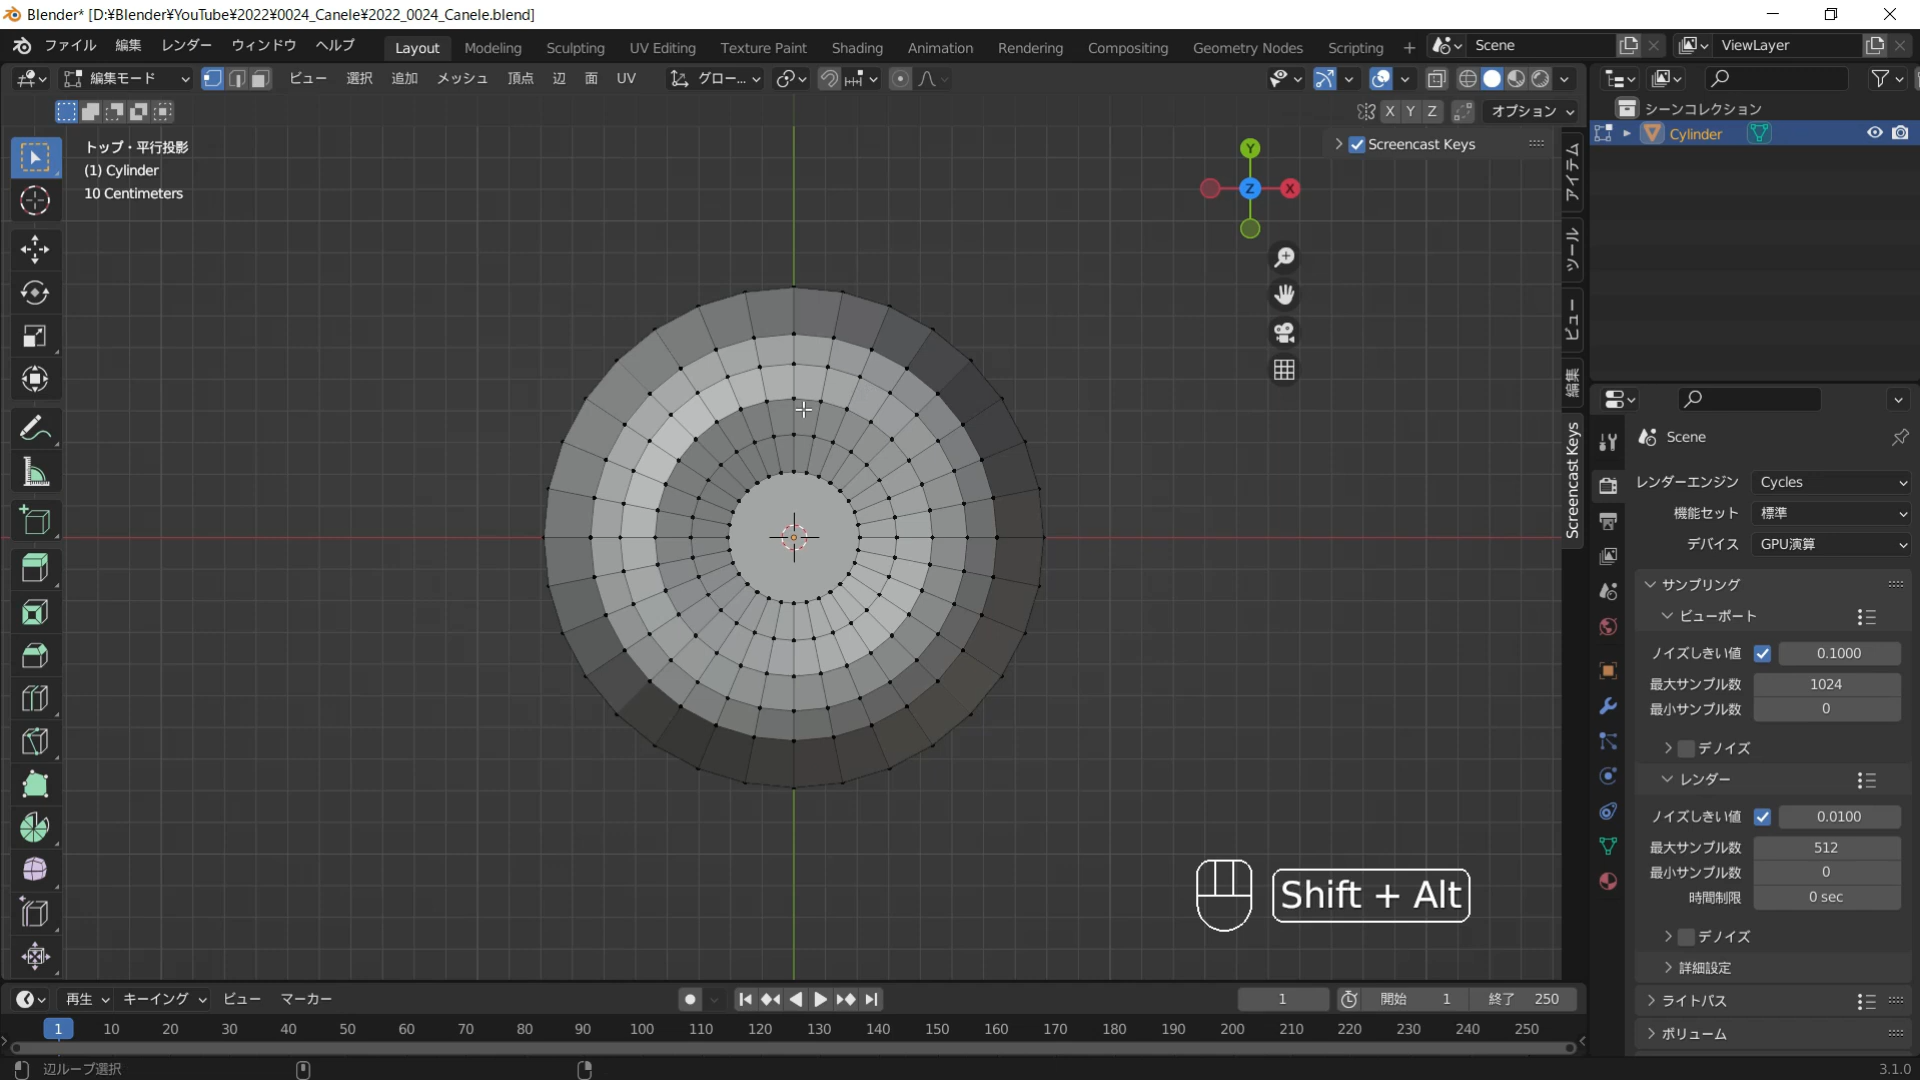 Blender* [D:¥Blender¥YouTube¥2022¥0024_Canele¥2022_0024_Canele.blend]
ファイル 編集 レンダー ウィンドウ ヘルプ Layout Modeling Sculpting UV Editing Texture Paint Shading Animation Rendering Compositing Geometry Nodes Scripting + Scene ViewLayer
編集モード ビュー 選択 追加 メッシュ 頂点 辺 面 UV グロー...
X Y Z オプション
トップ・平行投影
(1) Cylinder
10 Centimeters
Y
X
Z
Screencast Keys
アイテム
ツール
ビュー
編集
Screencast Keys
シーンコレクション
Cylinder
Scene
レンダーエンジン Cycles
機能セット 標準
デバイス GPU演算
サンプリング
ビューポート
ノイズしきい値 0.1000
最大サンプル数 1024
最小サンプル数 0
デノイズ
レンダー
ノイズしきい値 0.0100
最大サンプル数 512
最小サンプル数 0
時間制限 0 sec
デノイズ
詳細設定
ライトパス
ボリューム
Shift + Alt
再生 キーイング ビュー マーカー 1 開始 1 終了 250
1 10 20 30 40 50 60 70 80 90 100 110 120 130 140 150 160 170 180 190 200 210 220 230 240 250
辺ループ選択 3.1.0